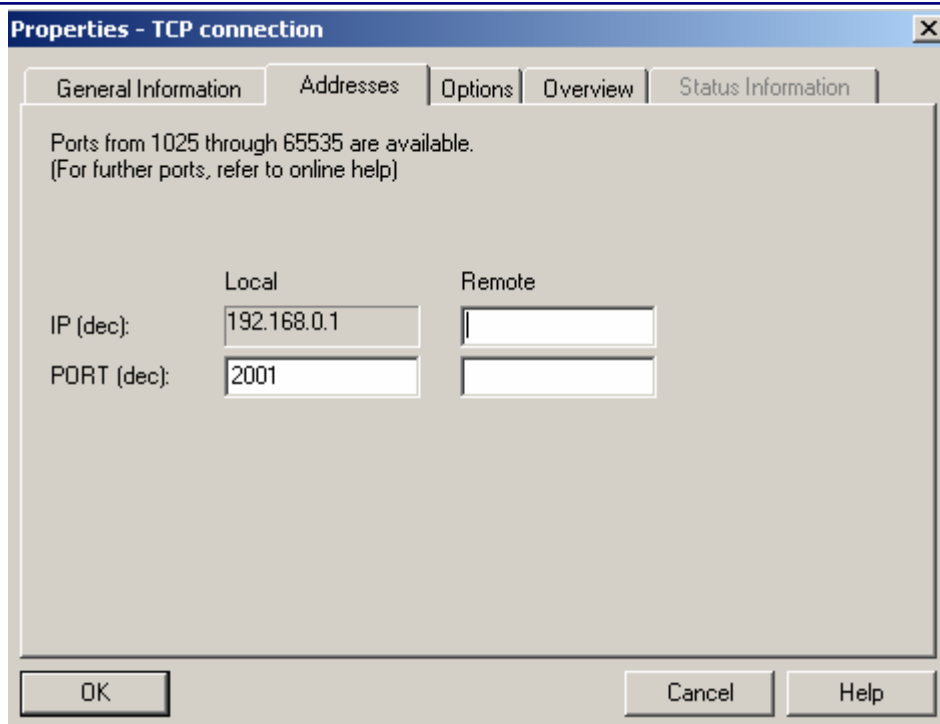 Properties - TCP connection
General Information Addresses Options Overview Status Information
Ports from 1025 through 65535 are available.
(For further ports, refer to online help)
Local Remote
IP (dec): 192.168.0.1
PORT (dec): 2001
OK Cancel Help